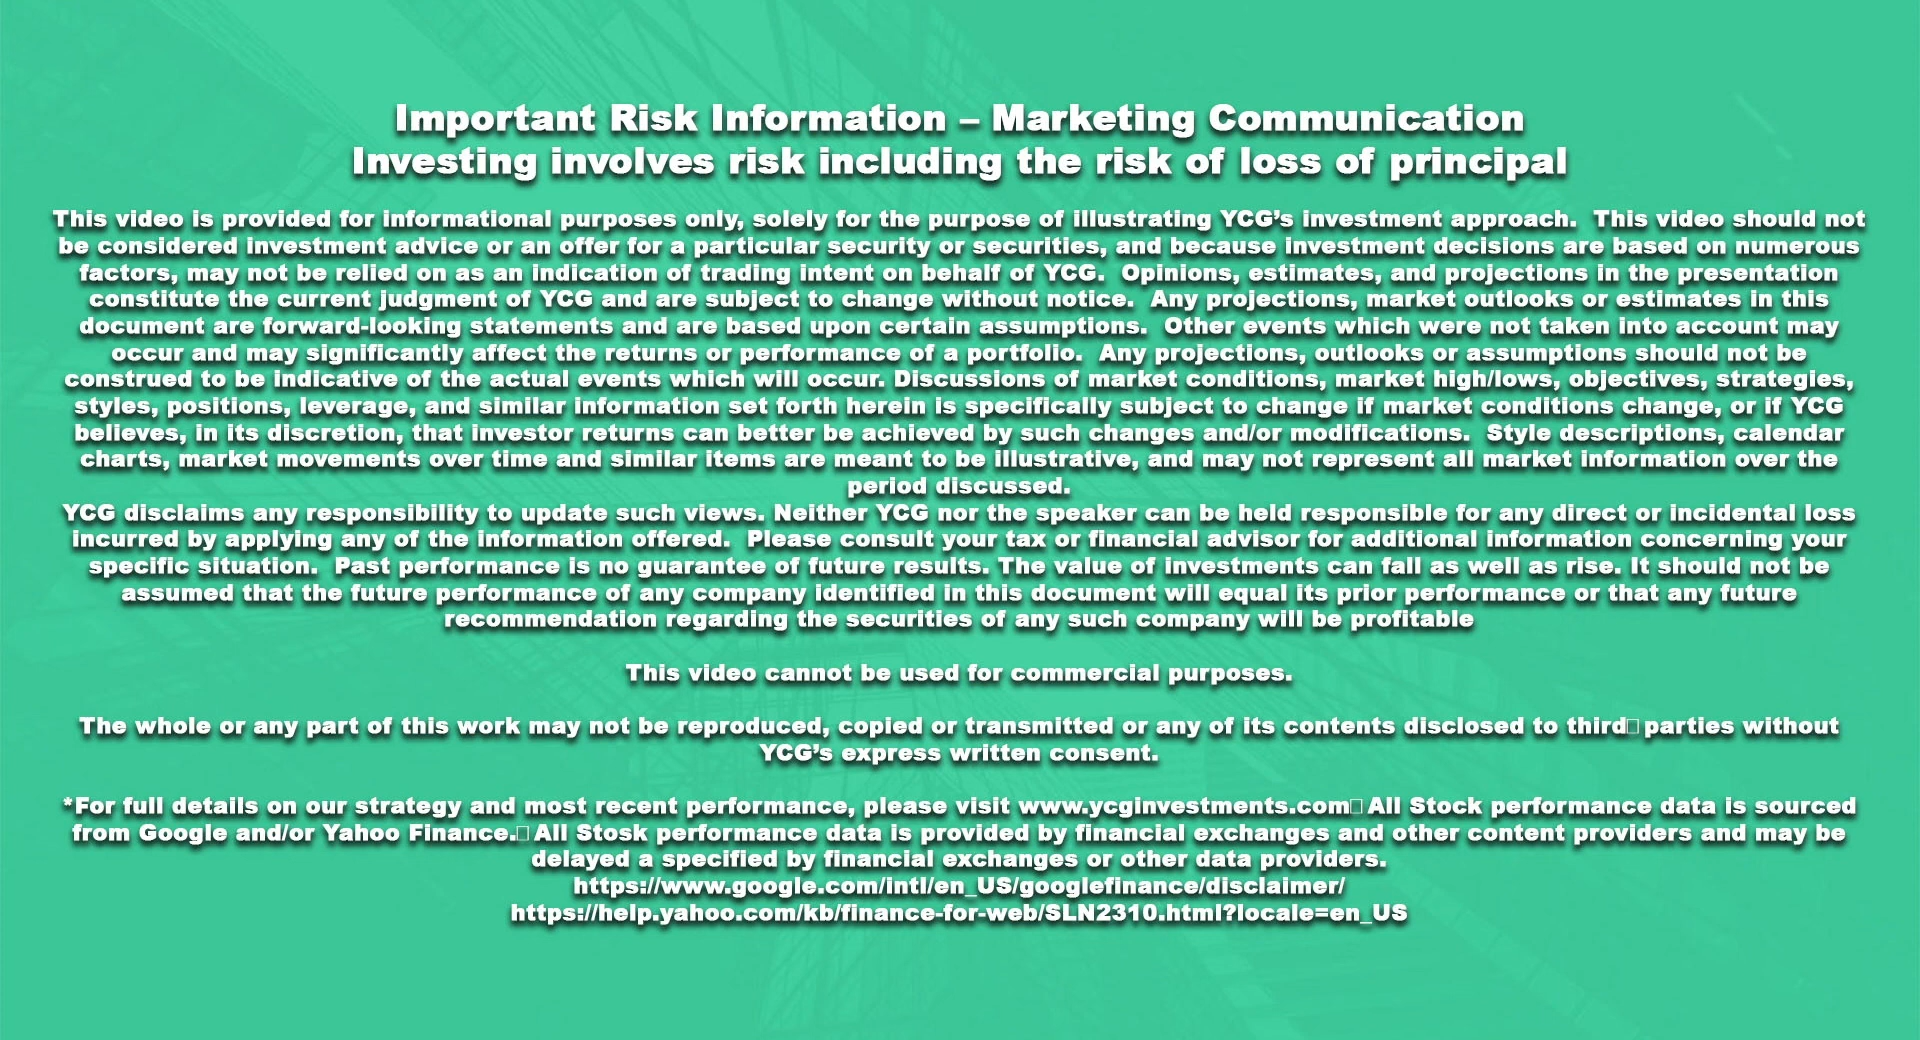 Important Risk Information – Marketing Communication
Investing involves risk including the risk of loss of principal
This video is provided for informational purposes only, solely for the purpose of illustrating YCG’s investment approach.  This video should not
be considered investment advice or an offer for a particular security or securities, and because investment decisions are based on numerous
factors, may not be relied on as an indication of trading intent on behalf of YCG.  Opinions, estimates, and projections in the presentation
constitute the current judgment of YCG and are subject to change without notice.  Any projections, market outlooks or estimates in this
document are forward-looking statements and are based upon certain assumptions.  Other events which were not taken into account may
occur and may significantly affect the returns or performance of a portfolio.  Any projections, outlooks or assumptions should not be
construed to be indicative of the actual events which will occur. Discussions of market conditions, market high/lows, objectives, strategies,
styles, positions, leverage, and similar information set forth herein is specifically subject to change if market conditions change, or if YCG
believes, in its discretion, that investor returns can better be achieved by such changes and/or modifications.  Style descriptions, calendar
charts, market movements over time and similar items are meant to be illustrative, and may not represent all market information over the
period discussed.
YCG disclaims any responsibility to update such views. Neither YCG nor the speaker can be held responsible for any direct or incidental loss
incurred by applying any of the information offered.  Please consult your tax or financial advisor for additional information concerning your
specific situation.  Past performance is no guarantee of future results. The value of investments can fall as well as rise. It should not be
assumed that the future performance of any company identified in this document will equal its prior performance or that any future
recommendation regarding the securities of any such company will be profitable
This video cannot be used for commercial purposes.
The whole or any part of this work may not be reproduced, copied or transmitted or any of its contents disclosed to third□parties without
YCG’s express written consent.
*For full details on our strategy and most recent performance, please visit www.ycginvestments.com□All Stock performance data is sourced
from Google and/or Yahoo Finance.□All Stosk performance data is provided by financial exchanges and other content providers and may be
delayed a specified by financial exchanges or other data providers.
https://www.google.com/intl/en_US/googlefinance/disclaimer/
https://help.yahoo.com/kb/finance-for-web/SLN2310.html?locale=en_US